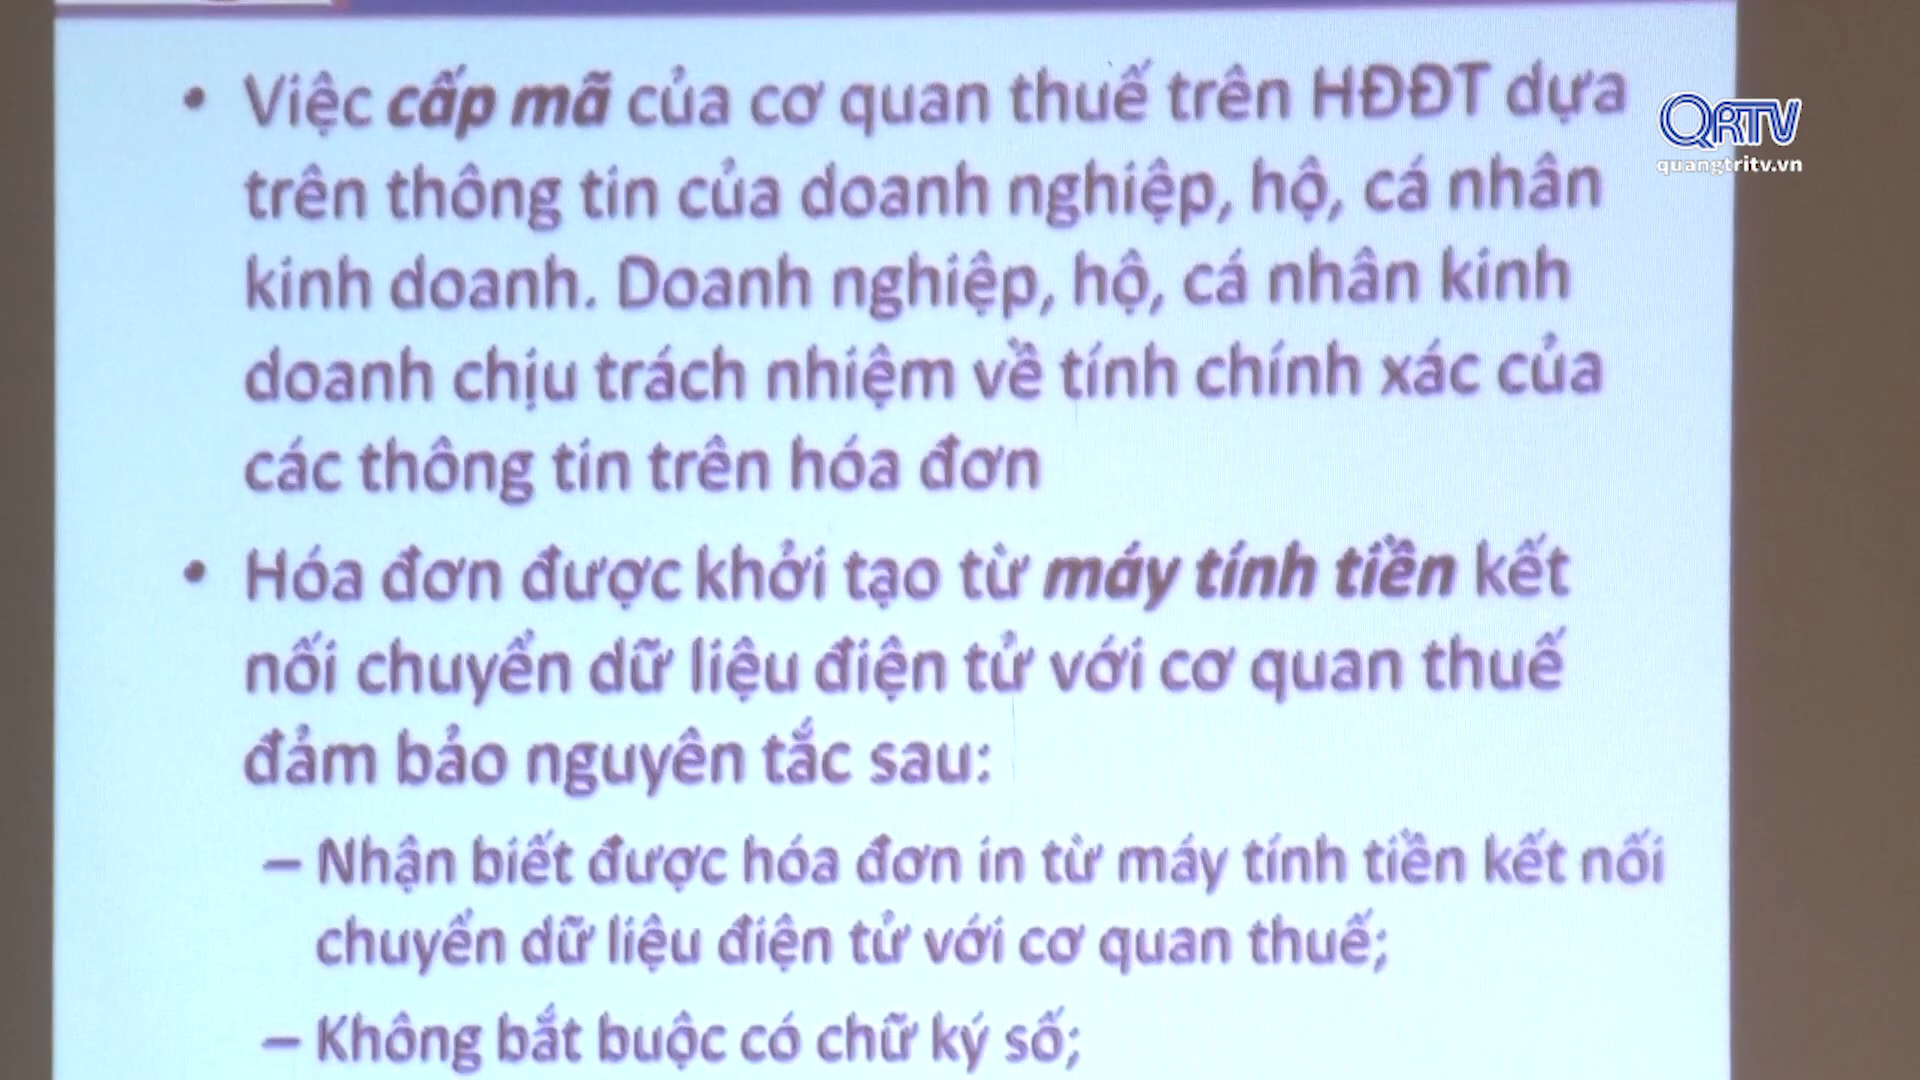 • Việc cấp mã của cơ quan thuế trên HĐĐT dựa
trên thông tin của doanh nghiệp, hộ, cá nhân
kinh doanh. Doanh nghiệp, hộ, cá nhân kinh
doanh chịu trách nhiệm về tính chính xác của
các thông tin trên hóa đơn
• Hóa đơn được khởi tạo từ máy tính tiền kết
nối chuyển dữ liệu điện tử với cơ quan thuế
đảm bảo nguyên tắc sau:
– Nhận biết được hóa đơn in từ máy tính tiền kết nối
chuyển dữ liệu điện tử với cơ quan thuế;
– Không bắt buộc có chữ ký số;
QRTV
quangtritv.vn